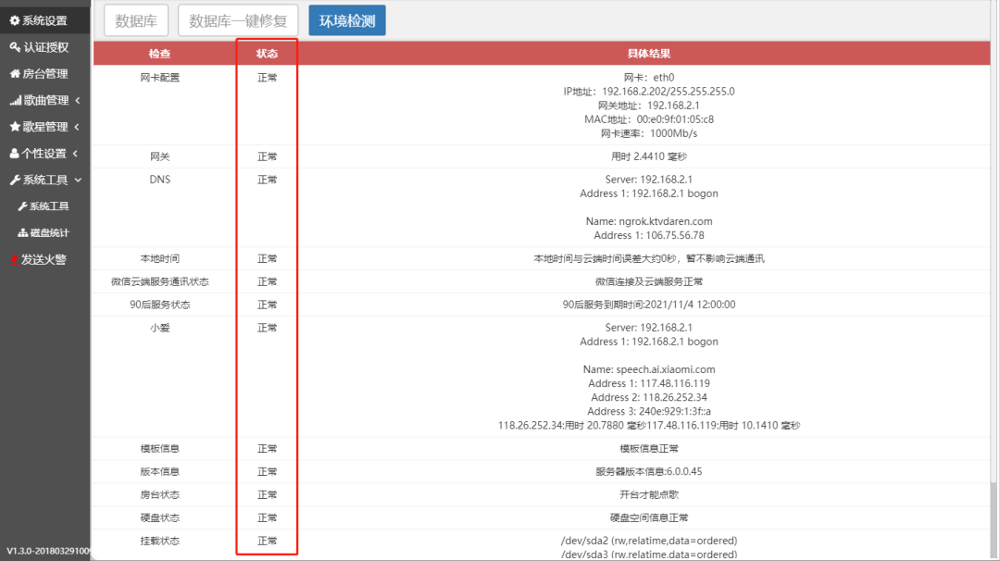 系统设置
认证授权
房台管理
歌曲管理
歌星管理
个性设置
系统工具
系统工具
磁盘统计
发送火警
V1.3.0-20180329100
数据库
数据库一键修复
环境检测
检查 状态 具体结果
网卡配置 正常 网卡：eth0
IP地址：192.168.2.202/255.255.255.0
网关地址：192.168.2.1
MAC地址：00:e0:9f:01:05:c8
网卡速率：1000Mb/s
网关 正常 用时 2.4410 毫秒
DNS 正常 Server: 192.168.2.1
Address 1: 192.168.2.1 bogon
Name: ngrok.ktvdaren.com
Address 1: 106.75.56.78
本地时间 正常 本地时间与云端时间误差大约0秒，暂不影响云端通讯
微信云端服务通讯状态 正常 微信连接及云端服务正常
90后服务状态 正常 90后服务到期时间:2021/11/4 12:00:00
小爱 正常 Server: 192.168.2.1
Address 1: 192.168.2.1 bogon
Name: speech.ai.xiaomi.com
Address 1: 117.48.116.119
Address 2: 118.26.252.34
Address 3: 240e:929:1:3f::a
118.26.252.34:用时 20.7880 毫秒117.48.116.119:用时 10.1410 毫秒
模板信息 正常 模板信息正常
版本信息 正常 服务器版本信息:6.0.0.45
房台状态 正常 开台才能点歌
硬盘状态 正常 硬盘空间信息正常
挂载状态 正常 /dev/sda2 (rw,relatime,data=ordered)
/dev/sda3 (rw,relatime,data=ordered)